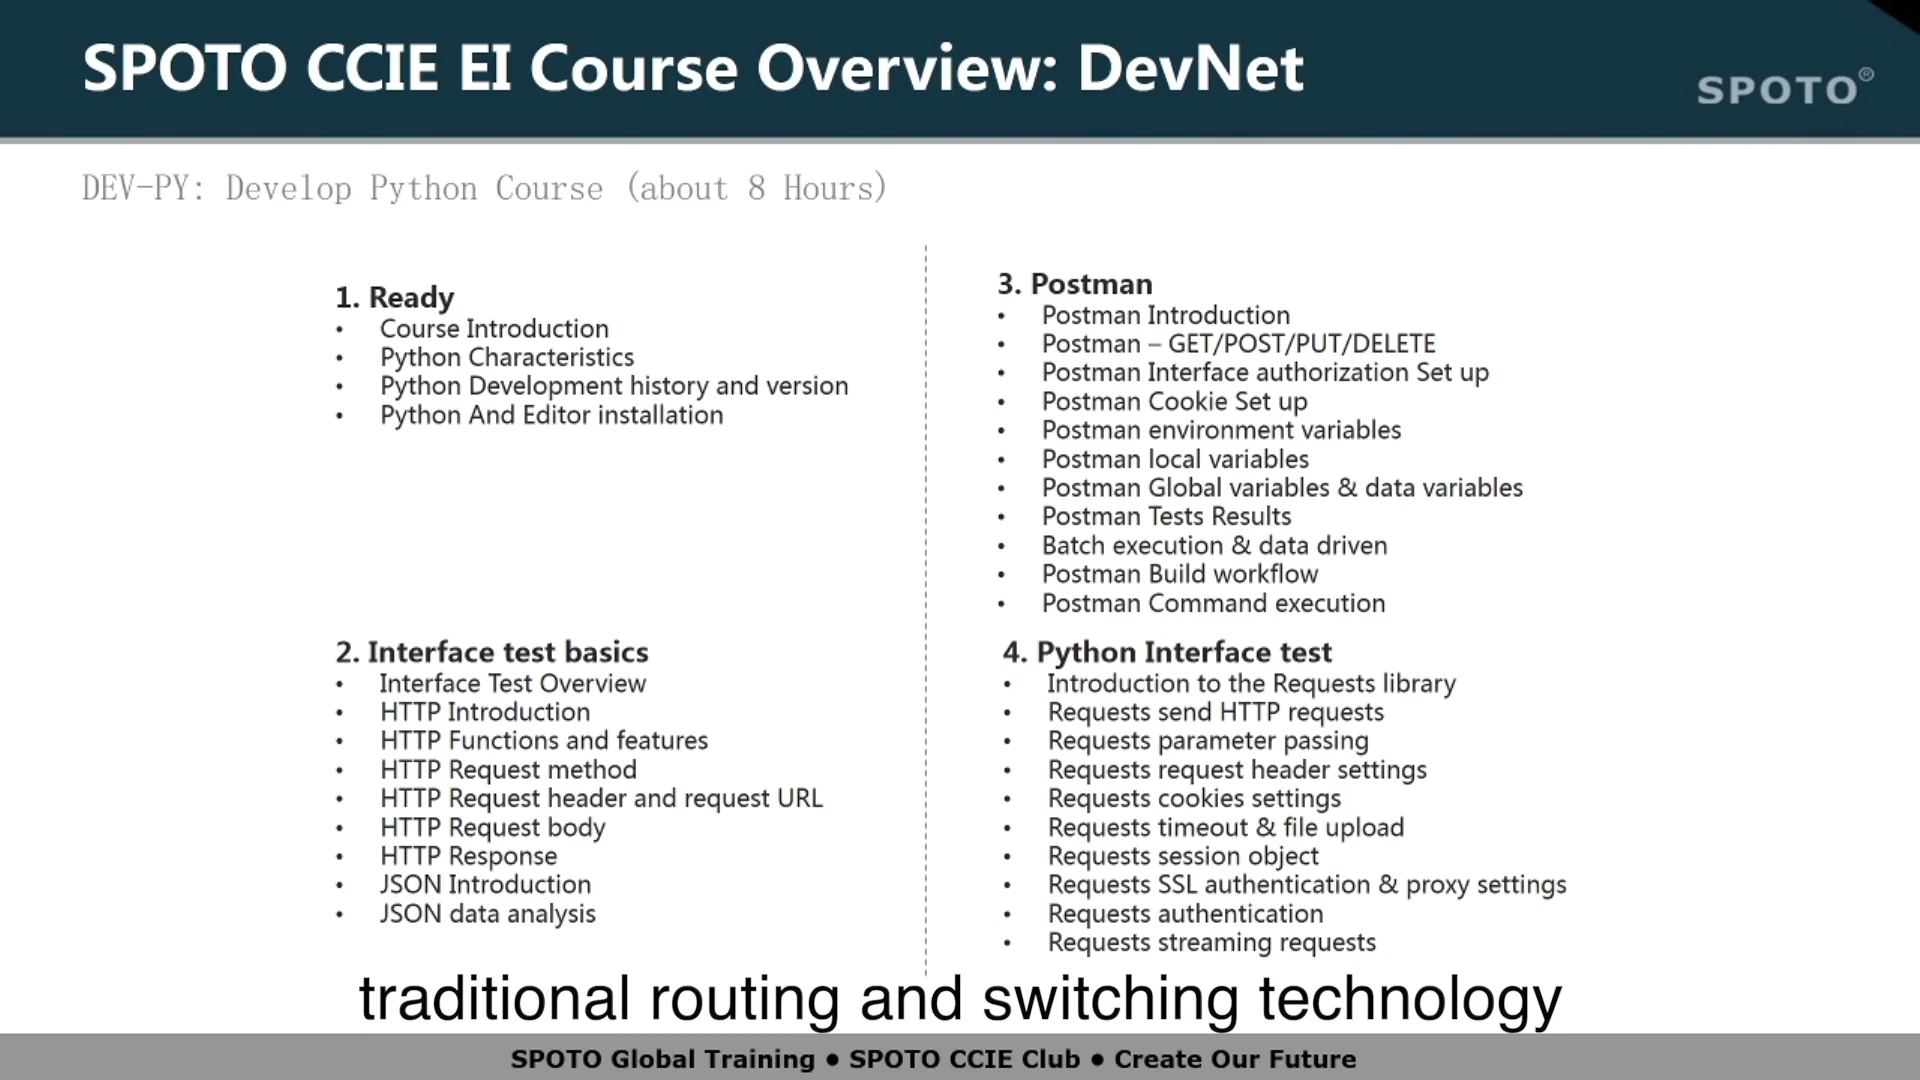 SPOTO CCIE EI Course Overview: DevNet
SPOTO®
DEV-PY: Develop Python Course (about 8 Hours)
1. Ready
• Course Introduction
• Python Characteristics
• Python Development history and version
• Python And Editor installation
2. Interface test basics
• Interface Test Overview
• HTTP Introduction
• HTTP Functions and features
• HTTP Request method
• HTTP Request header and request URL
• HTTP Request body
• HTTP Response
• JSON Introduction
• JSON data analysis
3. Postman
• Postman Introduction
• Postman – GET/POST/PUT/DELETE
• Postman Interface authorization Set up
• Postman Cookie Set up
• Postman environment variables
• Postman local variables
• Postman Global variables & data variables
• Postman Tests Results
• Batch execution & data driven
• Postman Build workflow
• Postman Command execution
4. Python Interface test
• Introduction to the Requests library
• Requests send HTTP requests
• Requests parameter passing
• Requests request header settings
• Requests cookies settings
• Requests timeout & file upload
• Requests session object
• Requests SSL authentication & proxy settings
• Requests authentication
• Requests streaming requests
traditional routing and switching technology
SPOTO Global Training ● SPOTO CCIE Club ● Create Our Future